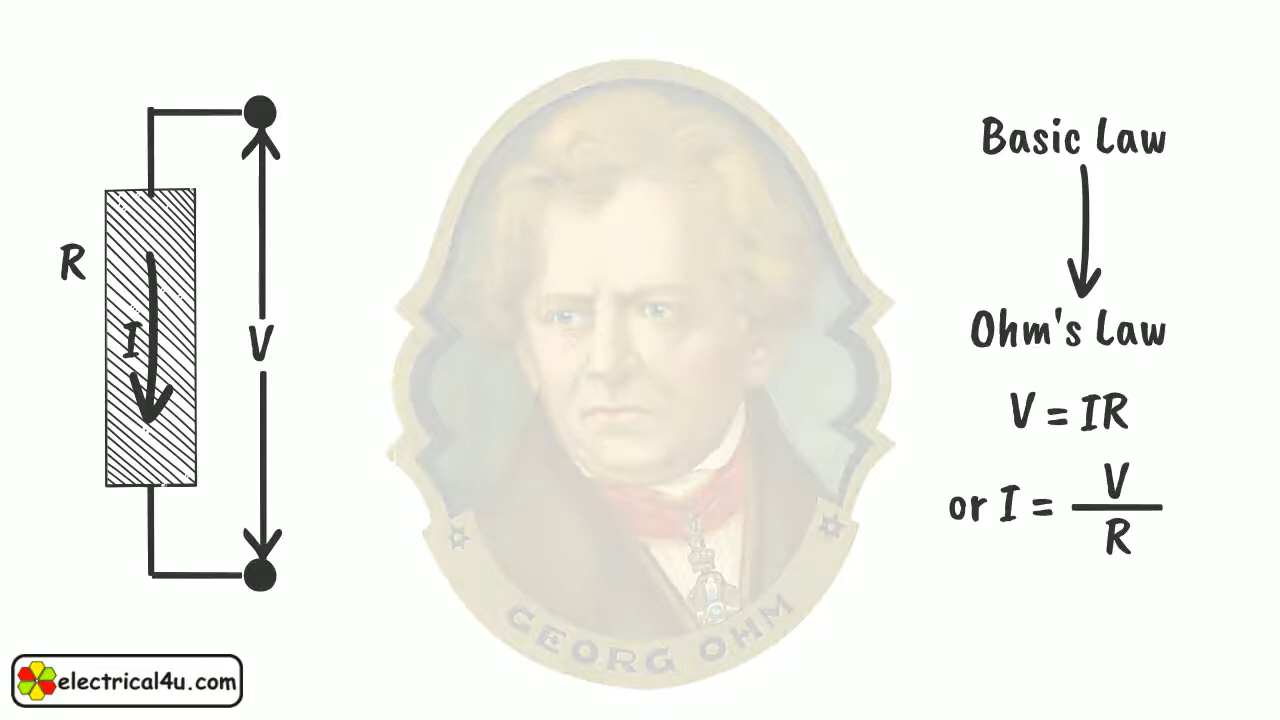 R
I
V
GEORG OHM
Basic Law
Ohm's Law
V = IR
or I = V
R
electrical4u.com